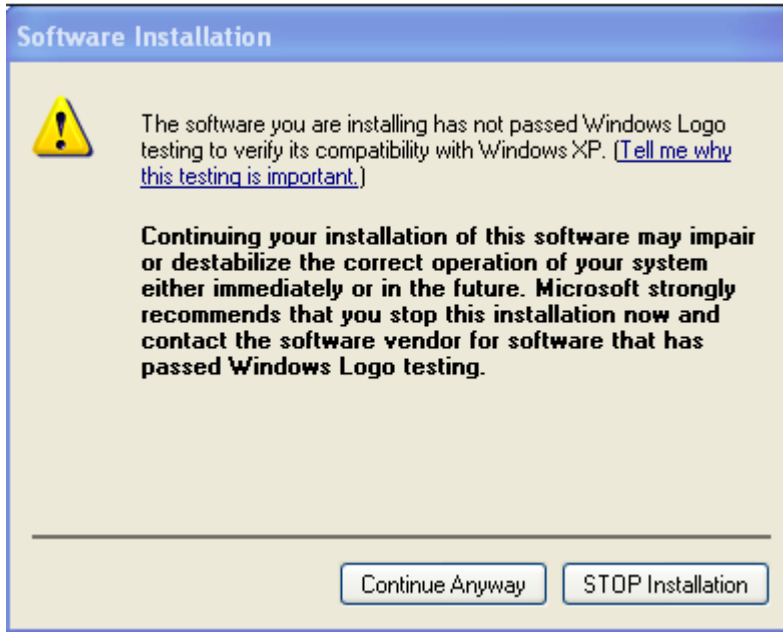 Software Installation
The software you are installing has not passed Windows Logo
testing to verify its compatibility with Windows XP. (Tell me why
this testing is important.)
Continuing your installation of this software may impair
or destabilize the correct operation of your system
either immediately or in the future. Microsoft strongly
recommends that you stop this installation now and
contact the software vendor for software that has
passed Windows Logo testing.
Continue Anyway
STOP Installation